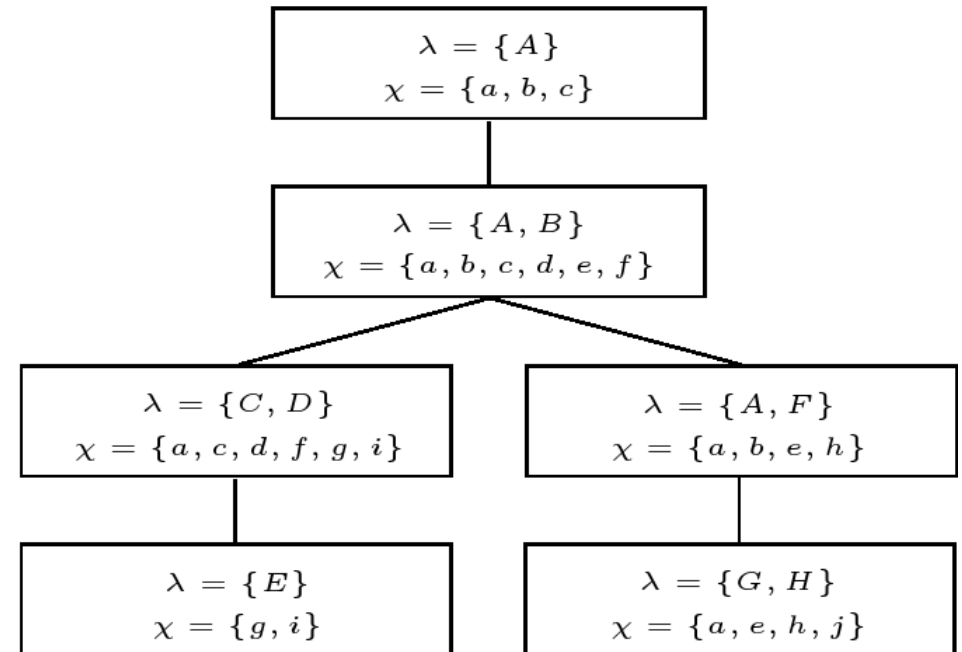 λ = {A}
χ = {a, b, c}
λ = {A, B}
χ = {a, b, c, d, e, f}
λ = {C, D}
χ = {a, c, d, f, g, i}
λ = {A, F}
χ = {a, b, e, h}
λ = {E}
χ = {g, i}
λ = {G, H}
χ = {a, e, h, j}